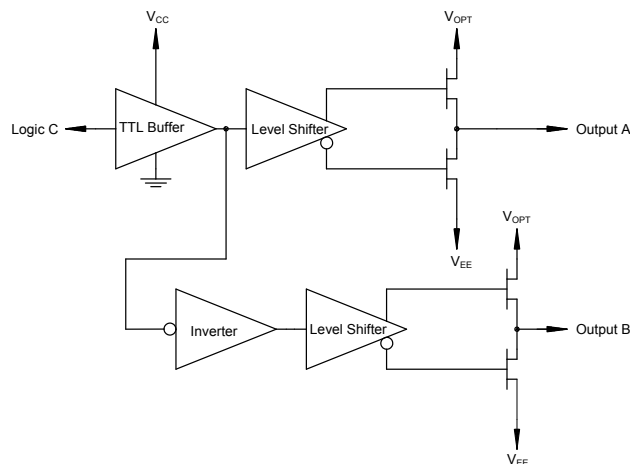 VCC
VOPT
Logic C
TTL Buffer
Level Shifter
Output A
VEE
VOPT
Inverter
Level Shifter
Output B
VEE